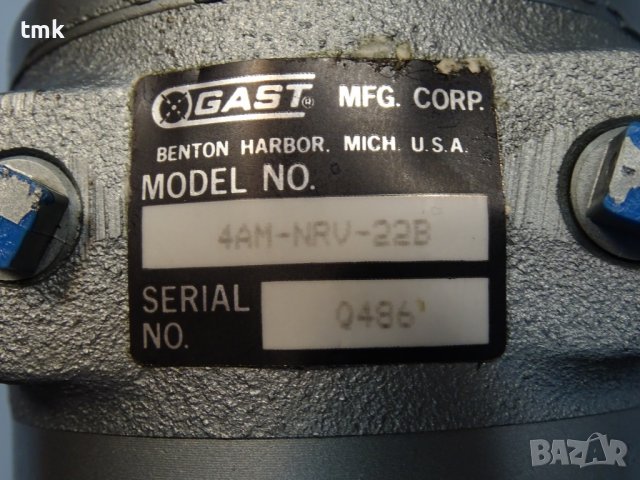 tmk
GAST MFG. CORP.
BENTON HARBOR, MICH. U.S.A.
MODEL NO.
4AM-NRV-22B
SERIAL NO.
Q486
BAZAR